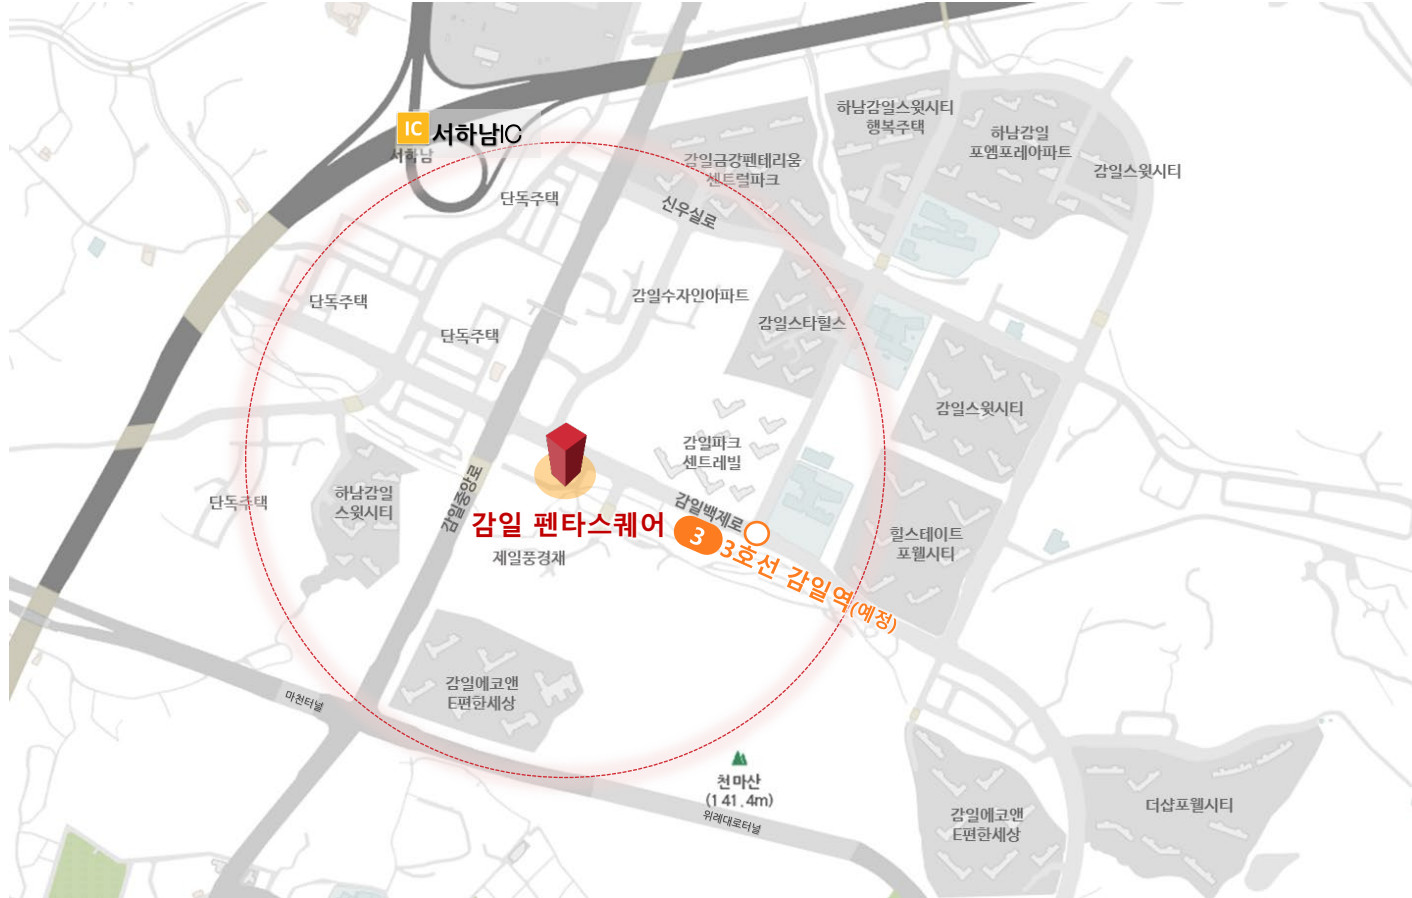 하남감일스윗시티
행복주택
IC 서하남IC
서하남
하남감일
포엠포레아파트
감일금강펜테리움
센트럴파크
감일스윗시티
단독주택
신우실로
단독주택
감일수자인아파트
감일스타힐스
단독주택
감일스윗시티
감일파크
센트레빌
단독주택
하남감일
스윗시티
감일중앙로
감일백제로
감일 펜타스퀘어
3 3호선 감일역(예정)
제일풍경채
힐스테이트
포웰시티
감일에코앤
E편한세상
마천터널
천마산
(141.4m)
위례대로터널
감일에코앤
E편한세상
더샵포웰시티